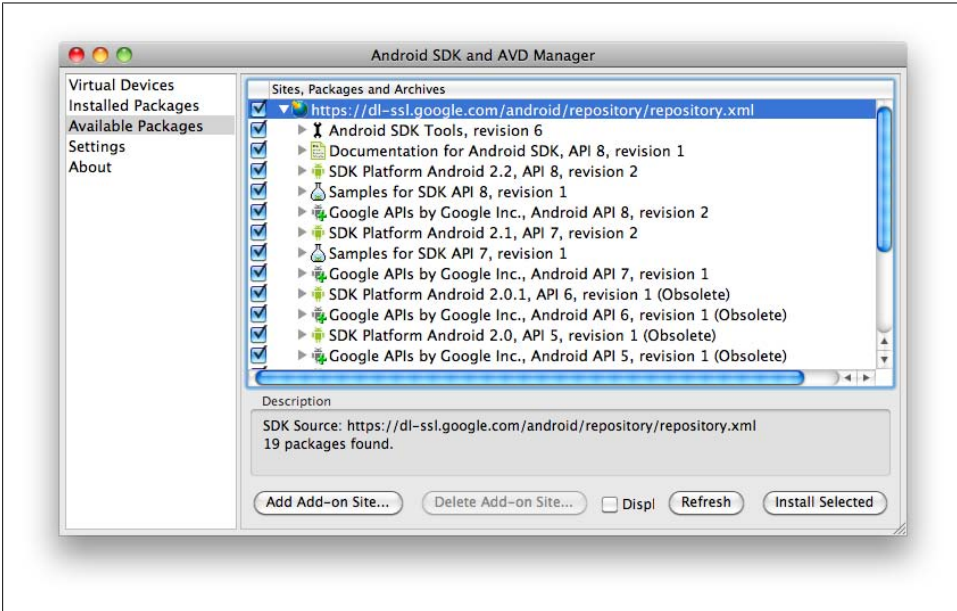 Android SDK and AVD Manager
Virtual Devices
Installed Packages
Available Packages
Settings
About
Sites, Packages and Archives
https://dl-ssl.google.com/android/repository/repository.xml
Android SDK Tools, revision 6
Documentation for Android SDK, API 8, revision 1
SDK Platform Android 2.2, API 8, revision 2
Samples for SDK API 8, revision 1
Google APIs by Google Inc., Android API 8, revision 2
SDK Platform Android 2.1, API 7, revision 2
Samples for SDK API 7, revision 1
Google APIs by Google Inc., Android API 7, revision 1
SDK Platform Android 2.0.1, API 6, revision 1 (Obsolete)
Google APIs by Google Inc., Android API 6, revision 1 (Obsolete)
SDK Platform Android 2.0, API 5, revision 1 (Obsolete)
Google APIs by Google Inc., Android API 5, revision 1 (Obsolete)
Description
SDK Source: https://dl-ssl.google.com/android/repository/repository.xml
19 packages found.
Add Add-on Site... Delete Add-on Site... Displ Refresh Install Selected